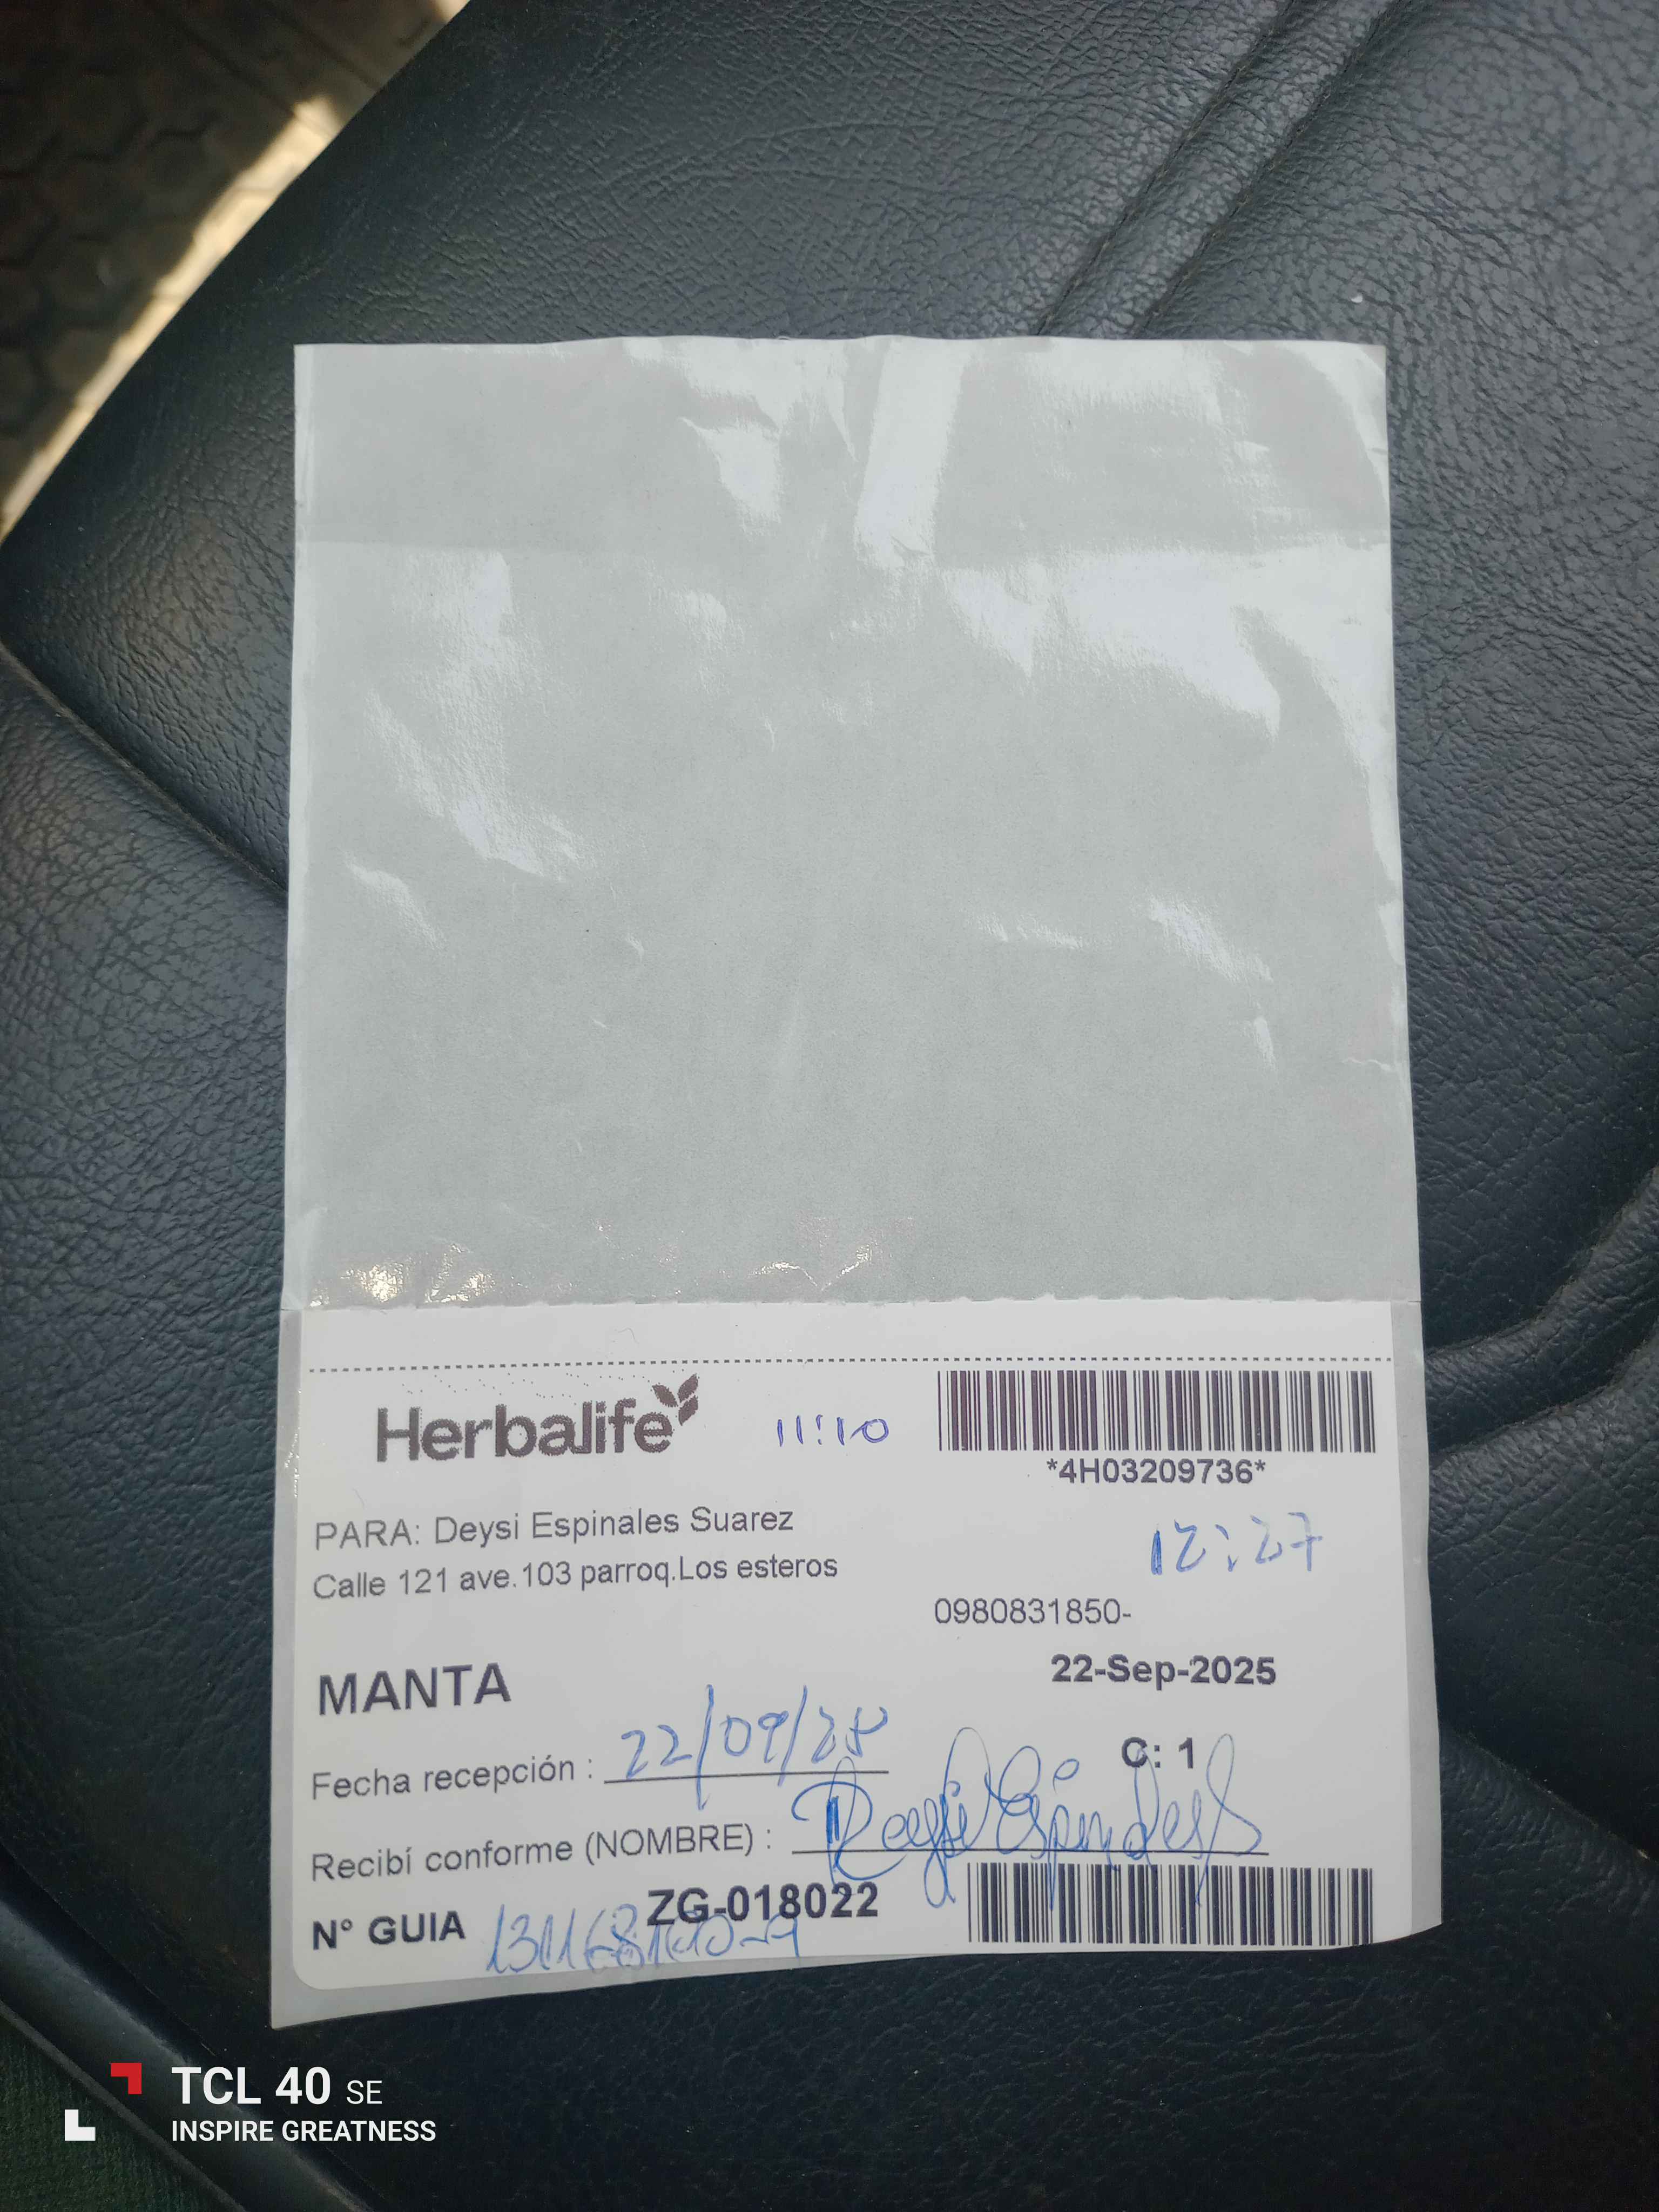 Herbalife
11:10
*4H03209736*
PARA: Deysi Espinales Suarez
12:27
Calle 121 ave.103 parroq.Los esteros
0980831850-
MANTA
22-Sep-2025
Fecha recepción : 22/09/25
C: 1
Recibí conforme (NOMBRE) : Deysi Espinales S
N° GUIA ZG-018022
TCL 40 SE
INSPIRE GREATNESS